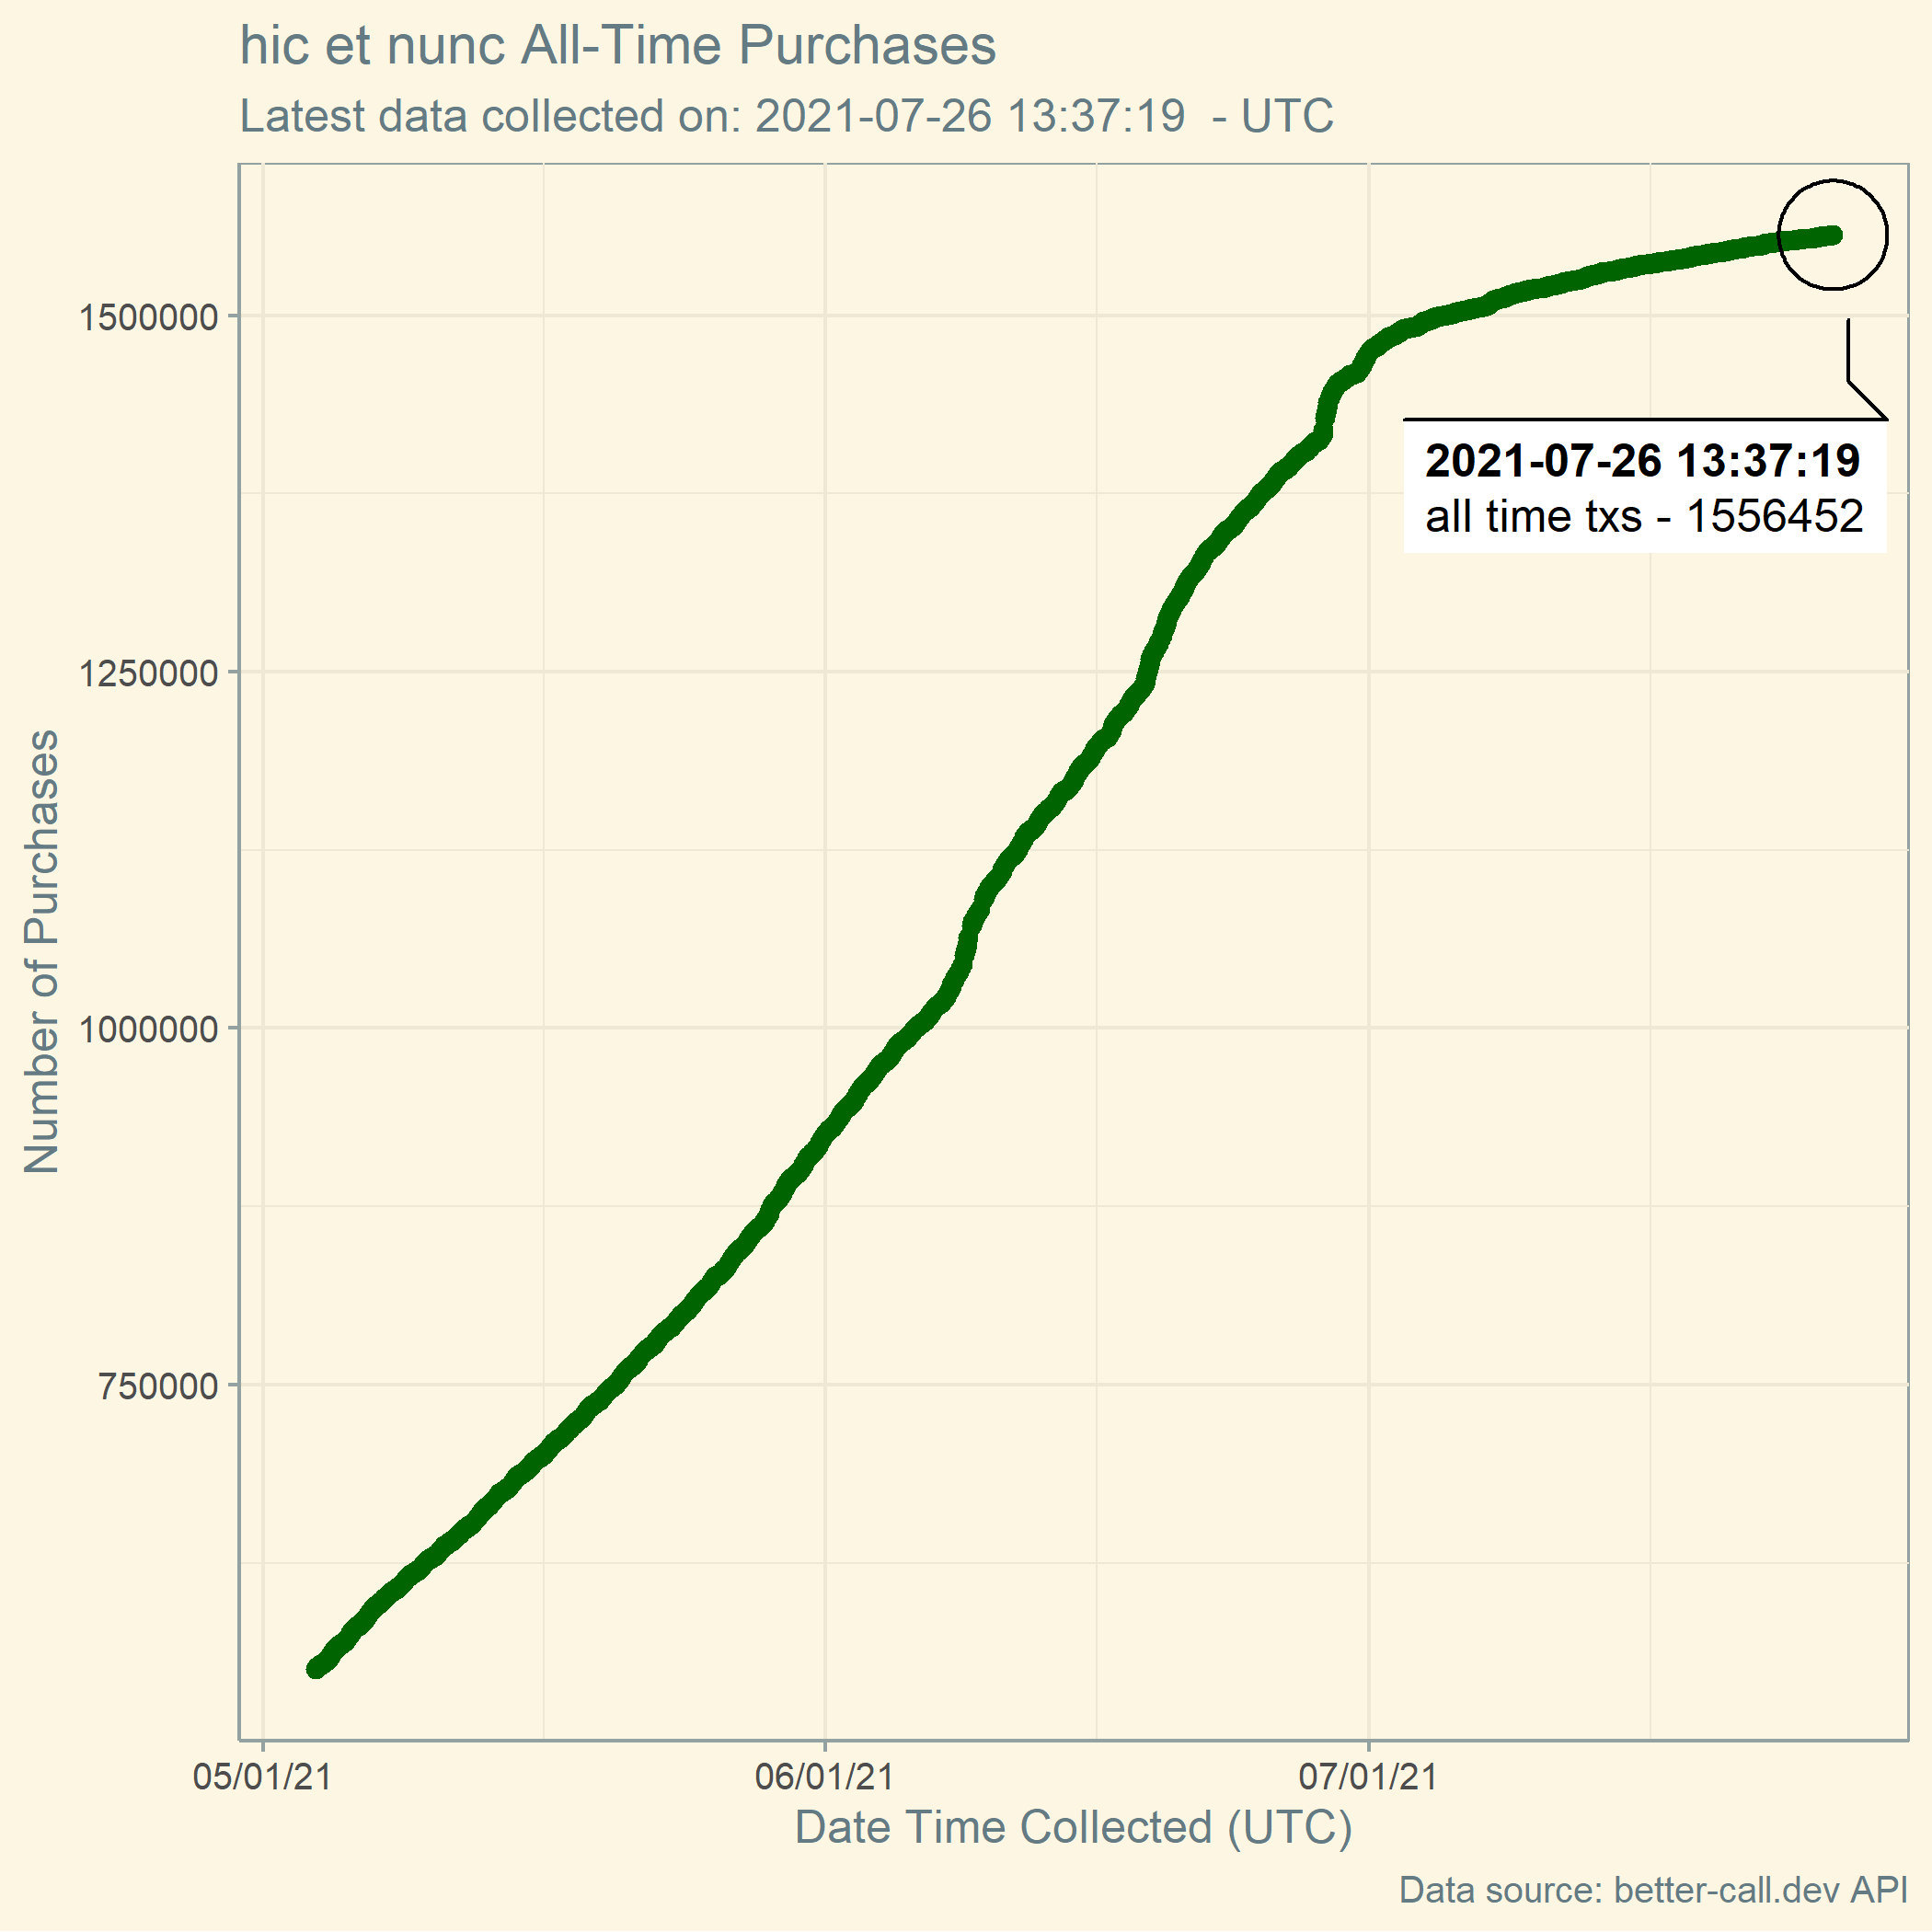 hic et nunc All-Time Purchases
Latest data collected on: 2021-07-26 13:37:19  - UTC
1500000
2021-07-26 13:37:19
all time txs - 1556452
1250000
Number of Purchases
1000000
750000
05/01/21
06/01/21
07/01/21
Date Time Collected (UTC)
Data source: better-call.dev API